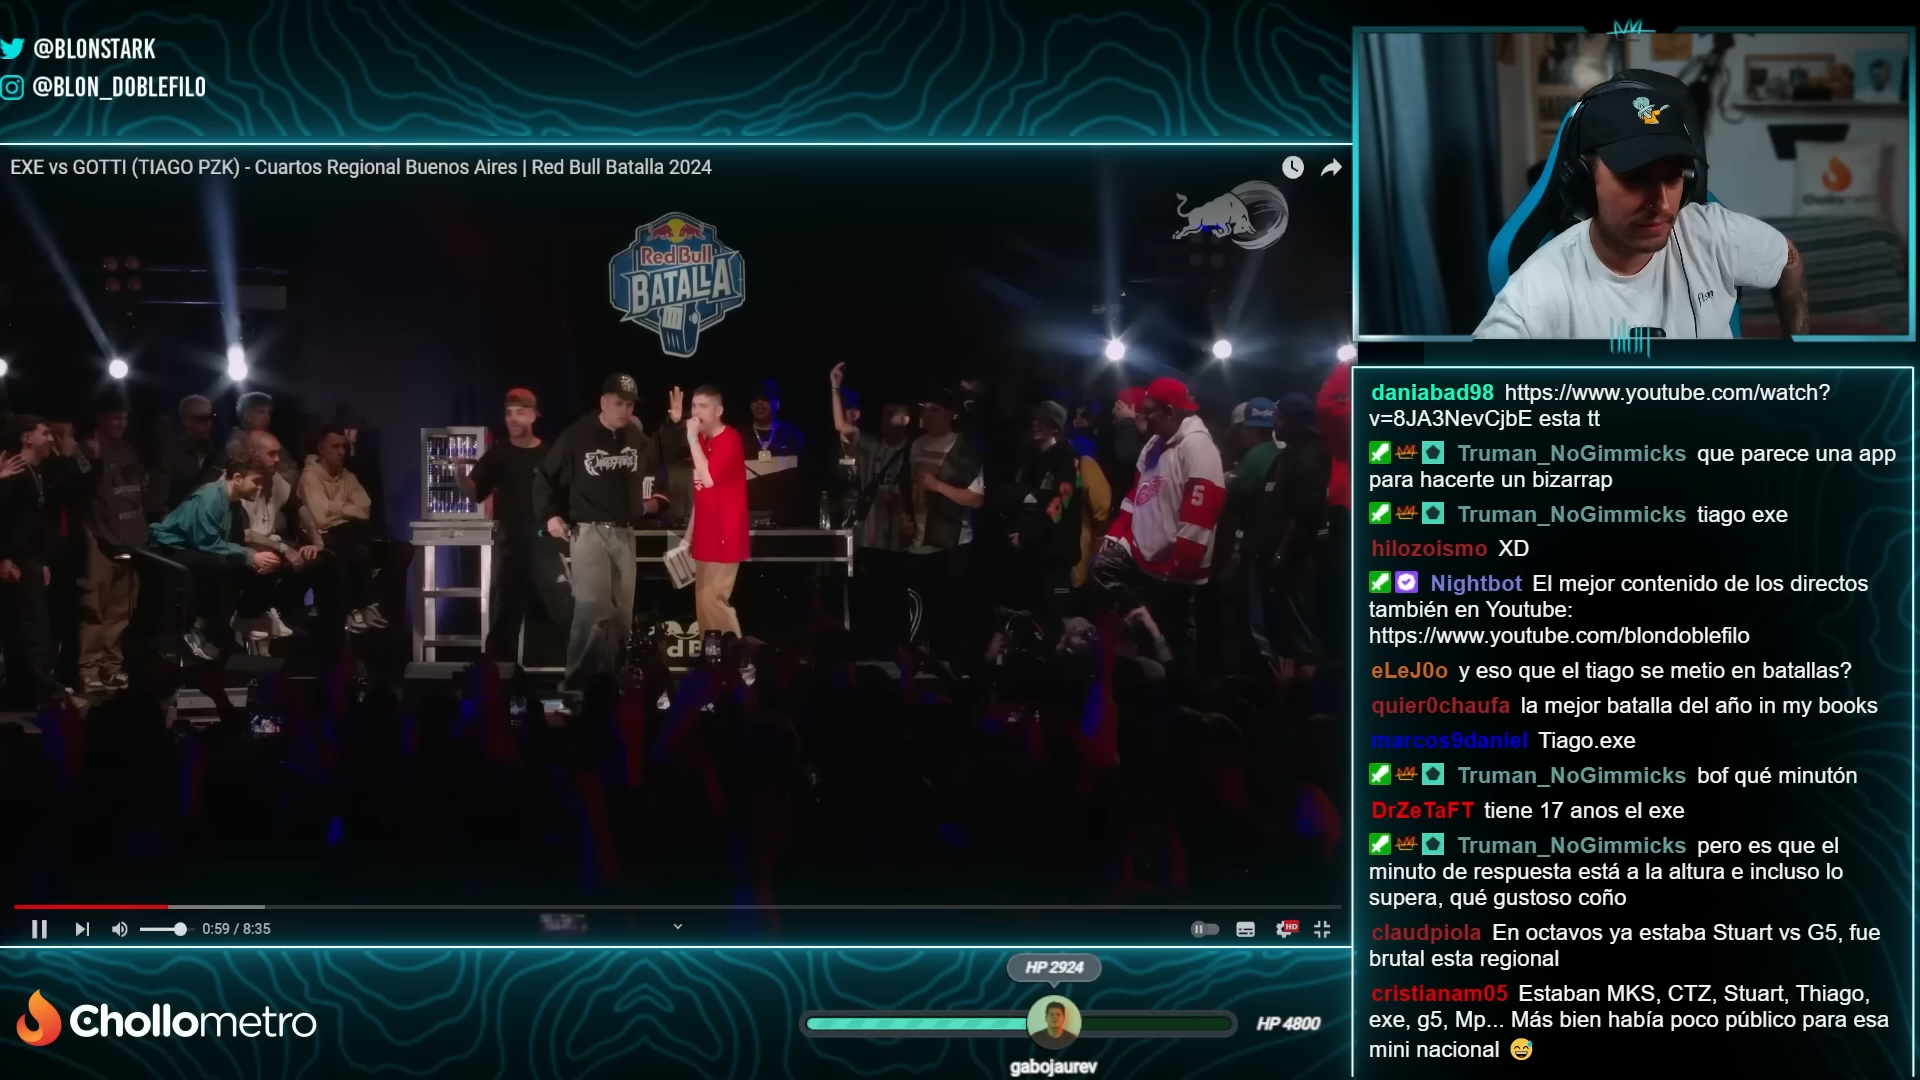 @BLONSTARK
@BLON_DOBLEFILO
EXE vs GOTTI (TIAGO PZK) - Cuartos Regional Buenos Aires | Red Bull Batalla 2024
Red Bull
BATALLA
5
0:59 / 8:35
HD
Chollometro
HP 2924
HP 4800
gabojaurev
daniabad98 https://www.youtube.com/watch?
v=8JA3NevCjbE esta tt
Truman_NoGimmicks que parece una app
para hacerte un bizarrap
Truman_NoGimmicks tiago exe
hilozoismo XD
Nightbot El mejor contenido de los directos
también en Youtube:
https://www.youtube.com/blondoblefilo
eLeJ0o y eso que el tiago se metio en batallas?
quier0chaufa la mejor batalla del año in my books
marcos9daniel Tiago.exe
Truman_NoGimmicks bof qué minutón
DrZeTaFT tiene 17 anos el exe
Truman_NoGimmicks pero es que el
minuto de respuesta está a la altura e incluso lo
supera, qué gustoso coño
claudpiola En octavos ya estaba Stuart vs G5, fue
brutal esta regional
cristianam05 Estaban MKS, CTZ, Stuart, Thiago,
exe, g5, Mp... Más bien había poco público para esa
mini nacional 😅